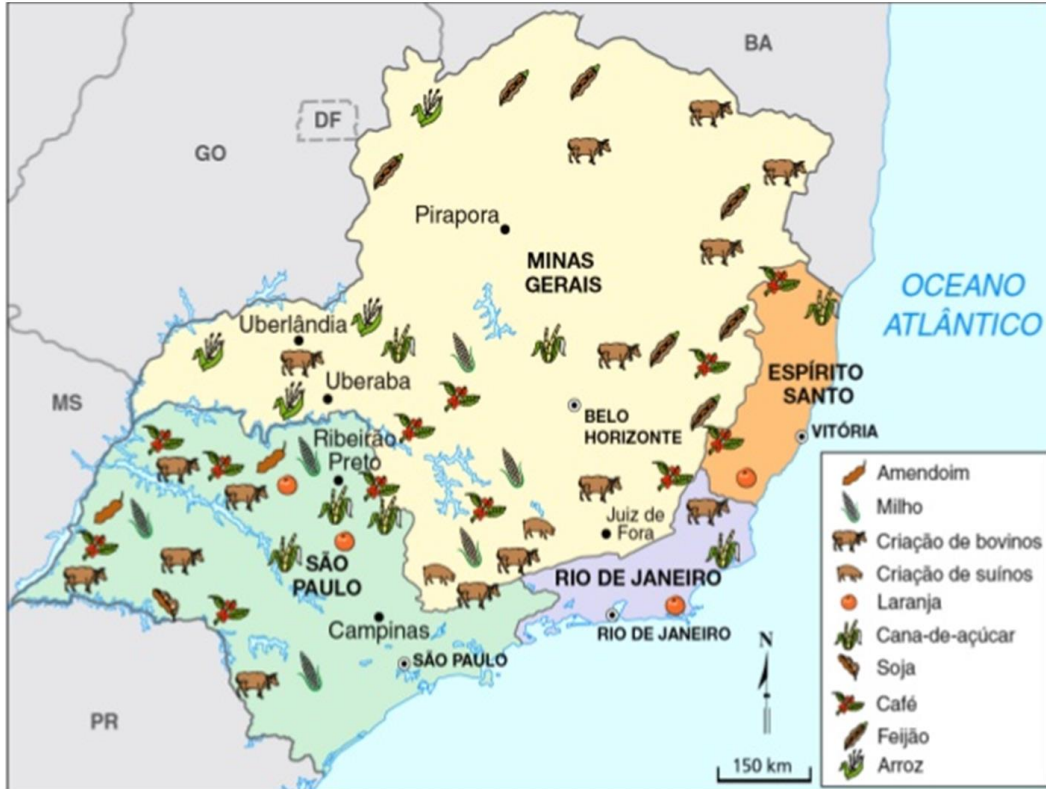 BA
DF
GO
Pirapora
MINAS
GERAIS
OCEANO
ATLÂNTICO
Uberlândia
Uberaba
MS
BELO
HORIZONTE
ESPÍRITO
SANTO
VITÓRIA
Ribeirão
Preto
Juiz de
Fora
SÃO
PAULO
RIO DE JANEIRO
Campinas
RIO DE JANEIRO
SÃO PAULO
PR
N
150 km
Amendoim
Milho
Criação de bovinos
Criação de suínos
Laranja
Cana-de-açúcar
Soja
Café
Feijão
Arroz